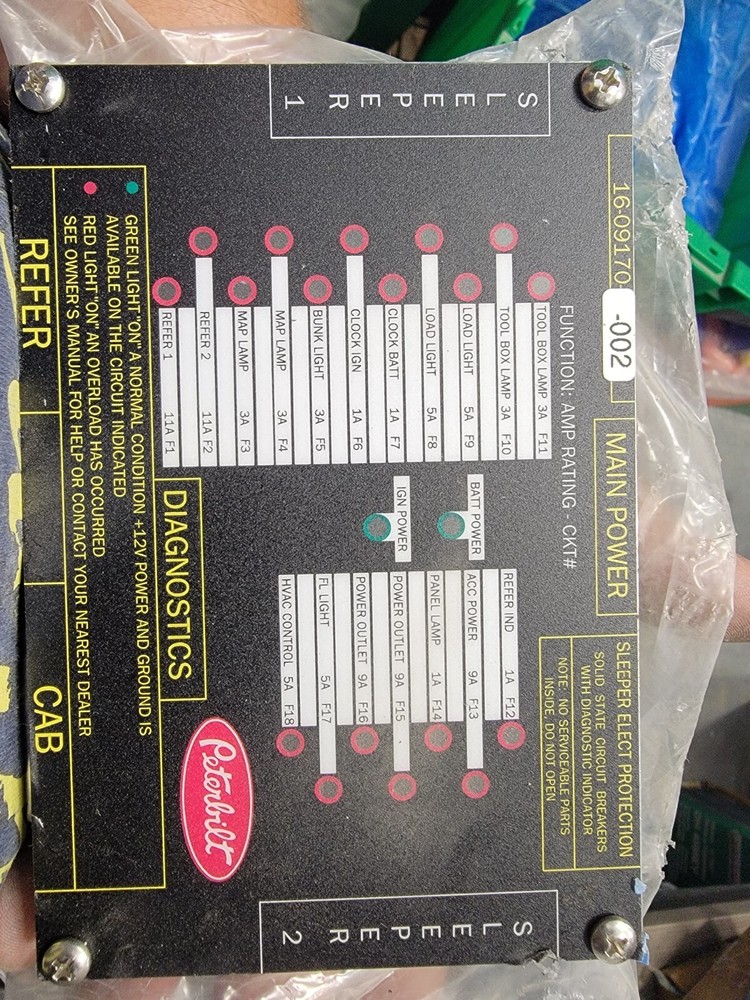 16-09170
-002
MAIN POWER
SLEEPER ELECT PROTECTION
SOLID STATE CIRCUIT BREAKERS
WITH DIAGNOSTIC INDICATOR
NOTE: NO SERVICEABLE PARTS
INSIDE, DO NOT OPEN
SLEEPER 1
FUNCTION: AMP RATING - CKT#
TOOL BOX LAMP 3A F11
TOOL BOX LAMP 3A F10
LOAD LIGHT 5A F9
LOAD LIGHT 5A F8
CLOCK BATT 1A F7
CLOCK IGN 1A F6
BUNK LIGHT 3A F5
MAP LAMP 3A F4
MAP LAMP 3A F3
REFER 2 11A F2
REFER 1 11A F1
BATT POWER
IGN POWER
REFER IND 1A F12
ACC POWER 9A F13
PANEL LAMP 1A F14
POWER OUTLET 9A F15
POWER OUTLET 9A F16
FL LIGHT 5A F17
HVAC CONTROL 5A F18
SLEEPER 2
DIAGNOSTICS
Peterbilt
GREEN LIGHT "ON" A NORMAL CONDITION +12V POWER AND GROUND IS
AVAILABLE ON THE CIRCUIT INDICATED
RED LIGHT "ON" AN OVERLOAD HAS OCCURRED
SEE OWNER'S MANUAL FOR HELP OR CONTACT YOUR NEAREST DEALER
REFER
CAB